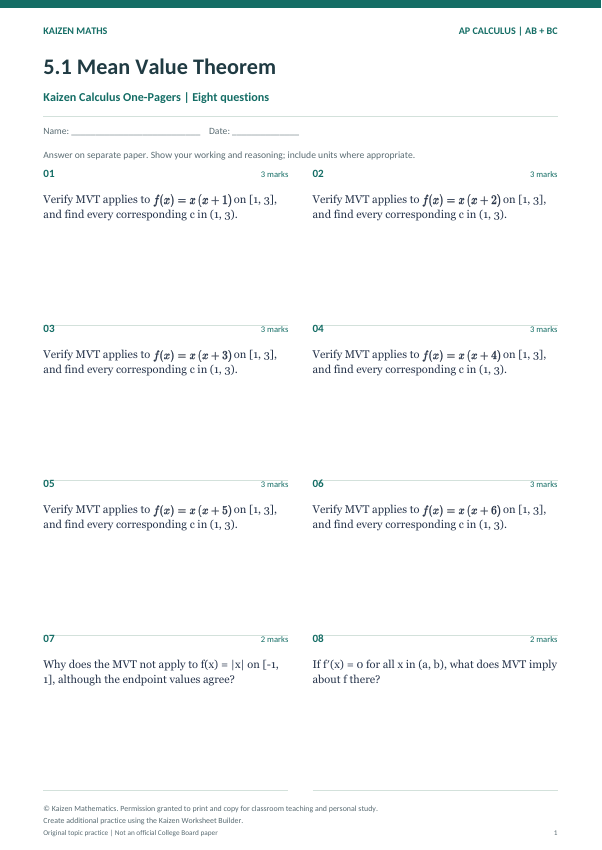 KAIZEN MATHS
AP CALCULUS | AB + BC
5.1 Mean Value Theorem
Kaizen Calculus One-Pagers | Eight questions
Name: ____________________________ Date: ______________
Answer on separate paper. Show your working and reasoning; include units where appropriate.
01 3 marks
Verify MVT applies to f(x) = x (x + 1) on [1, 3],
and find every corresponding c in (1, 3).
02 3 marks
Verify MVT applies to f(x) = x (x + 2) on [1, 3],
and find every corresponding c in (1, 3).
03 3 marks
Verify MVT applies to f(x) = x (x + 3) on [1, 3],
and find every corresponding c in (1, 3).
04 3 marks
Verify MVT applies to f(x) = x (x + 4) on [1, 3],
and find every corresponding c in (1, 3).
05 3 marks
Verify MVT applies to f(x) = x (x + 5) on [1, 3],
and find every corresponding c in (1, 3).
06 3 marks
Verify MVT applies to f(x) = x (x + 6) on [1, 3],
and find every corresponding c in (1, 3).
07 2 marks
Why does the MVT not apply to f(x) = |x| on [-1,
1], although the endpoint values agree?
08 2 marks
If f′(x) = 0 for all x in (a, b), what does MVT imply
about f there?
© Kaizen Mathematics. Permission granted to print and copy for classroom teaching and personal study.
Create additional practice using the Kaizen Worksheet Builder.
Original topic practice | Not an official College Board paper
1